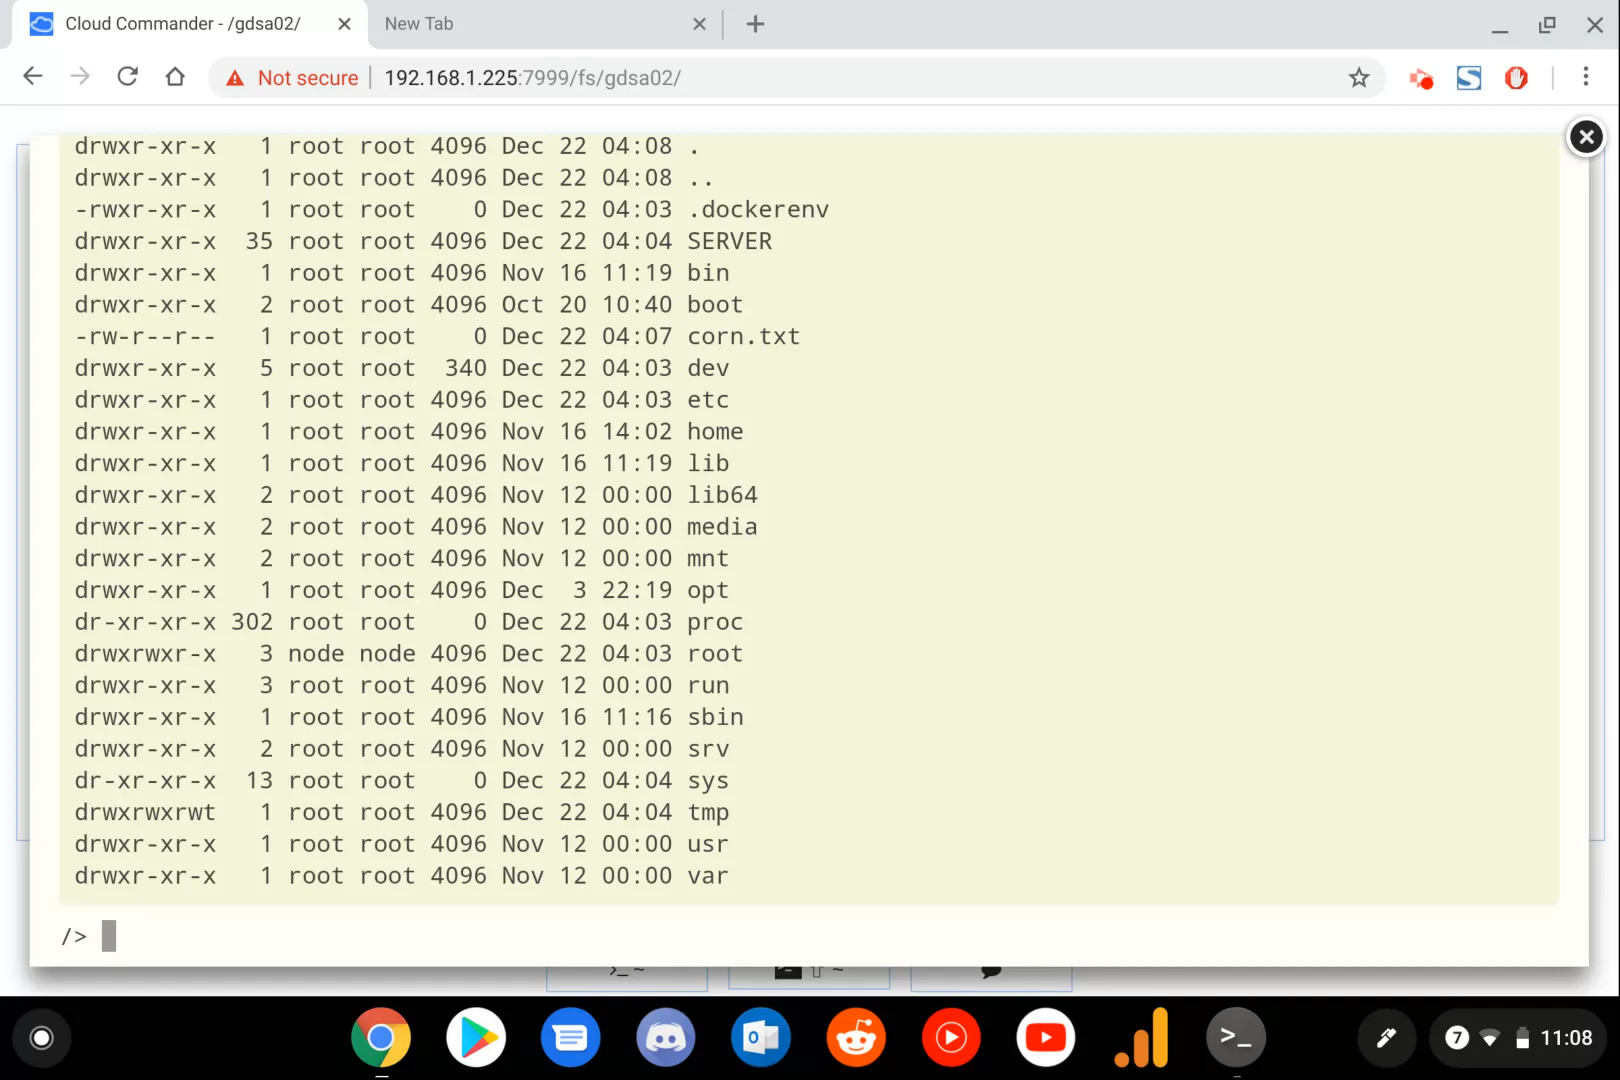 Cloud Commander - /gdsa02/
New Tab
Not secure
192.168.1.225:7999/fs/gdsa02/
drwxr-xr-x   1 root root 4096 Dec 22 04:08 .
drwxr-xr-x   1 root root 4096 Dec 22 04:08 ..
-rwxr-xr-x   1 root root    0 Dec 22 04:03 .dockerenv
drwxr-xr-x  35 root root 4096 Dec 22 04:04 SERVER
drwxr-xr-x   1 root root 4096 Nov 16 11:19 bin
drwxr-xr-x   2 root root 4096 Oct 20 10:40 boot
-rw-r--r--   1 root root    0 Dec 22 04:07 corn.txt
drwxr-xr-x   5 root root  340 Dec 22 04:03 dev
drwxr-xr-x   1 root root 4096 Dec 22 04:03 etc
drwxr-xr-x   1 root root 4096 Nov 16 14:02 home
drwxr-xr-x   1 root root 4096 Nov 16 11:19 lib
drwxr-xr-x   2 root root 4096 Nov 12 00:00 lib64
drwxr-xr-x   2 root root 4096 Nov 12 00:00 media
drwxr-xr-x   2 root root 4096 Nov 12 00:00 mnt
drwxr-xr-x   1 root root 4096 Dec  3 22:19 opt
dr-xr-xr-x 302 root root    0 Dec 22 04:03 proc
drwxrwxr-x   3 node node 4096 Dec 22 04:03 root
drwxr-xr-x   3 root root 4096 Nov 12 00:00 run
drwxr-xr-x   1 root root 4096 Nov 16 11:16 sbin
drwxr-xr-x   2 root root 4096 Nov 12 00:00 srv
dr-xr-xr-x  13 root root    0 Dec 22 04:04 sys
drwxrwxrwt   1 root root 4096 Dec 22 04:04 tmp
drwxr-xr-x   1 root root 4096 Nov 12 00:00 usr
drwxr-xr-x   1 root root 4096 Nov 12 00:00 var
/>
7
11:08